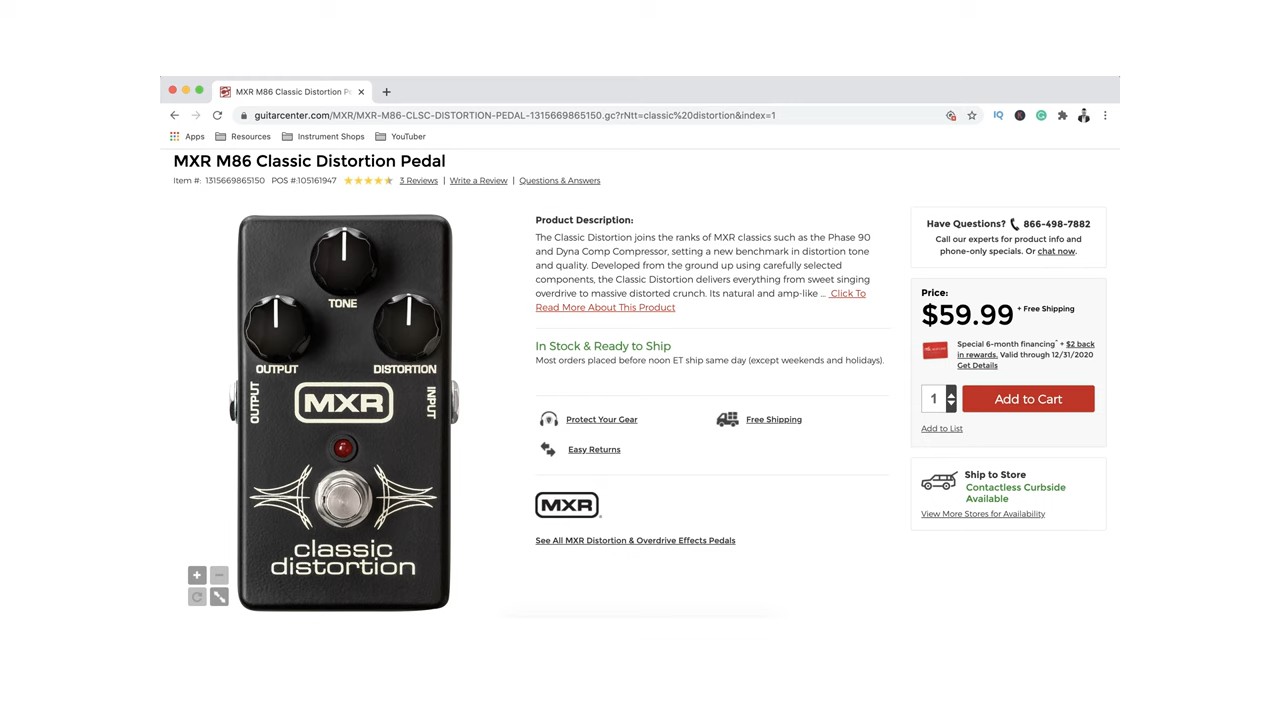 MXR M86 Classic Distortion P
guitarcenter.com/MXR/MXR-M86-CLSC-DISTORTION-PEDAL-1315669865150.gc?rNtt=classic%20distortion&index=1
IQ
Apps
Resources
Instrument Shops
YouTuber
MXR M86 Classic Distortion Pedal
Item #: 1315669865150 POS #:105161947 3 Reviews | Write a Review | Questions & Answers
TONE
OUTPUT
DISTORTION
OUTPUT
MXR
INPUT
classic
distortion
Product Description:
The Classic Distortion joins the ranks of MXR classics such as the Phase 90
and Dyna Comp Compressor, setting a new benchmark in distortion tone
and quality. Developed from the ground up using carefully selected
components, the Classic Distortion delivers everything from sweet singing
overdrive to massive distorted crunch. Its natural and amp-like ... Click To
Read More About This Product
In Stock & Ready to Ship
Most orders placed before noon ET ship same day (except weekends and holidays).
Protect Your Gear
Free Shipping
Easy Returns
MXR
See All MXR Distortion & Overdrive Effects Pedals
Have Questions? 866-498-7882
Call our experts for product info and
phone-only specials. Or chat now.
Price:
$59.99 + Free Shipping
Special 6-month financing^ + $2 back
in rewards. Valid through 12/31/2020
Get Details
1
Add to Cart
Add to List
Ship to Store
Contactless Curbside
Available
View More Stores for Availability